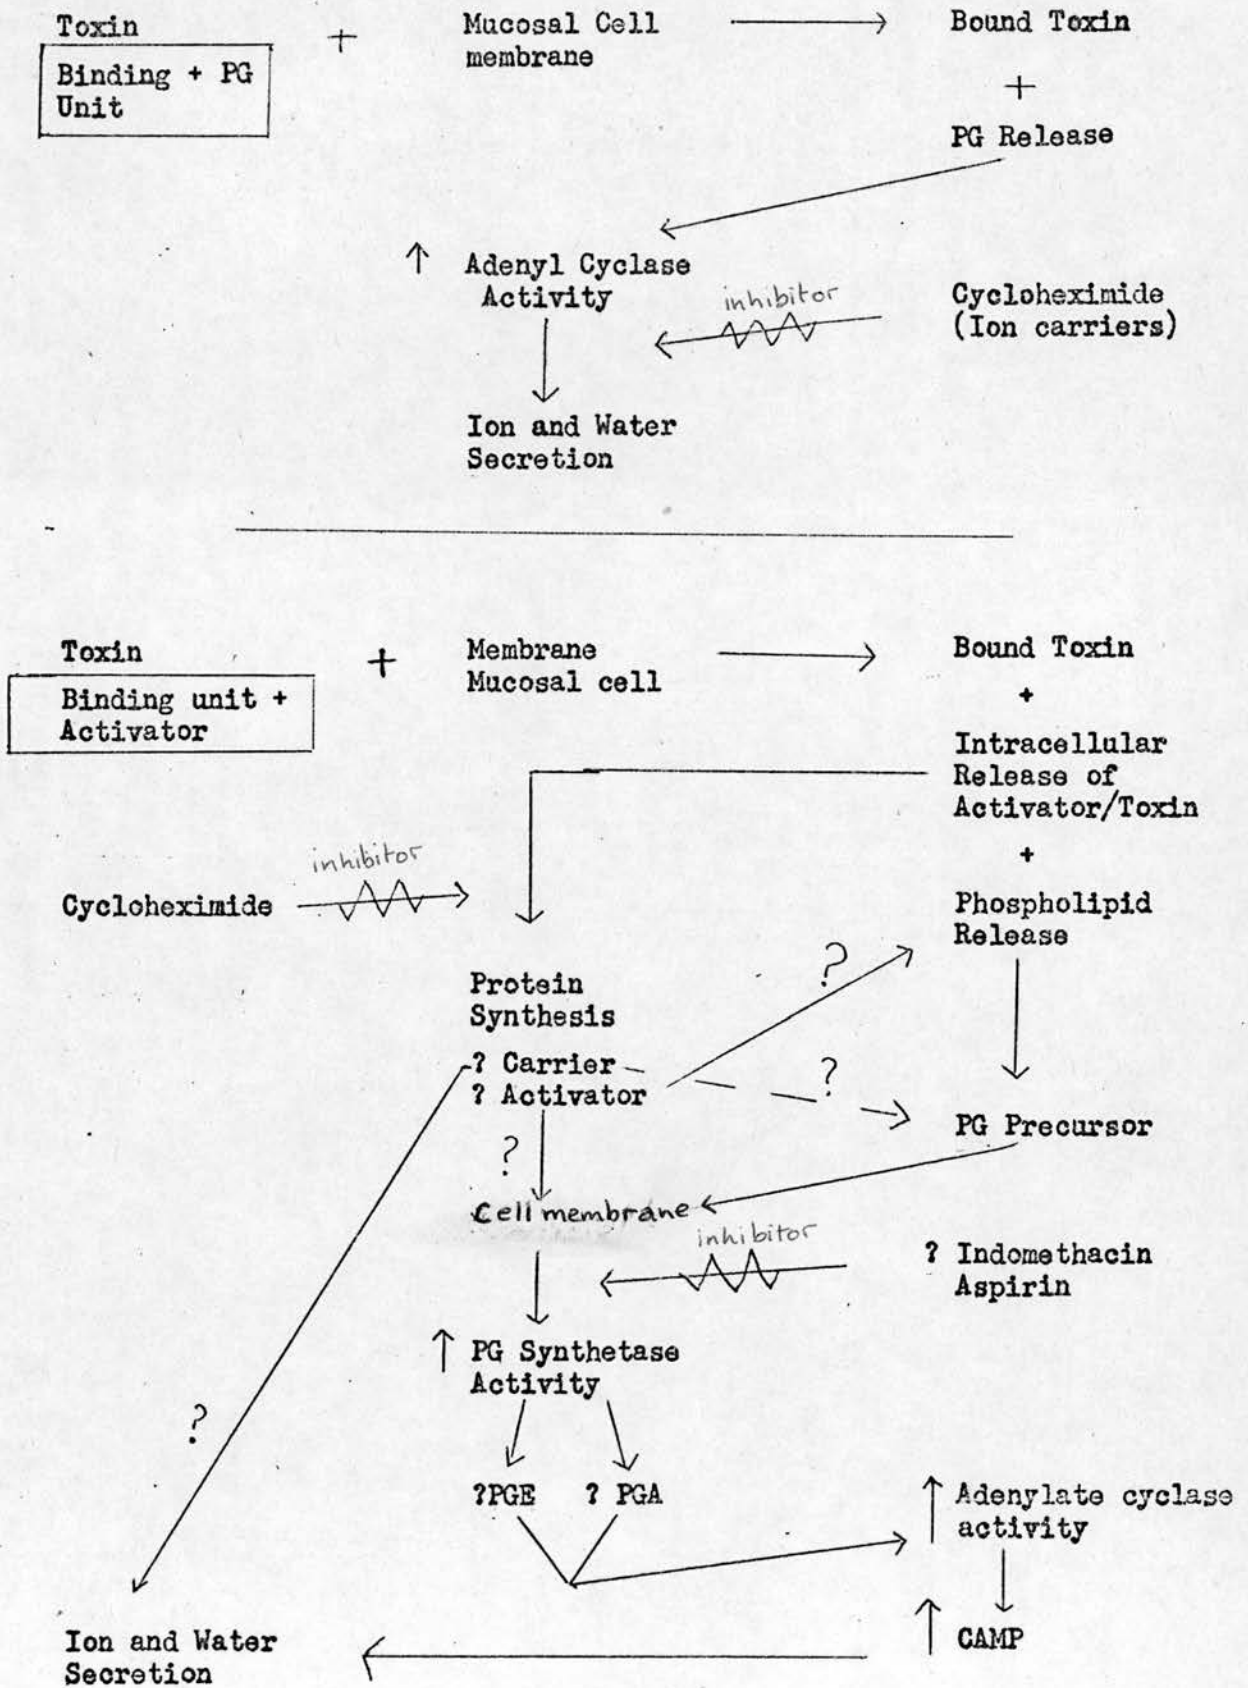 Toxin
+
Mucosal Cell
membrane
Bound Toxin
Binding + PG
Unit
+
PG Release
↑ Adenyl Cyclase
Activity
inhibitor
Cycloheximide
(Ion carriers)
Ion and Water
Secretion
Toxin
+
Membrane
Mucosal cell
Bound Toxin
Binding unit +
Activator
+
Intracellular
Release of
Activator/Toxin
+
inhibitor
Cycloheximide
Phospholipid
Release
?
Protein
Synthesis
? Carrier
? Activator
?
PG Precursor
?
Cell membrane
inhibitor
? Indomethacin
Aspirin
↑ PG Synthetase
Activity
?
?PGE ? PGA
↑ Adenylate cyclase
activity
↑ CAMP
Ion and Water
Secretion